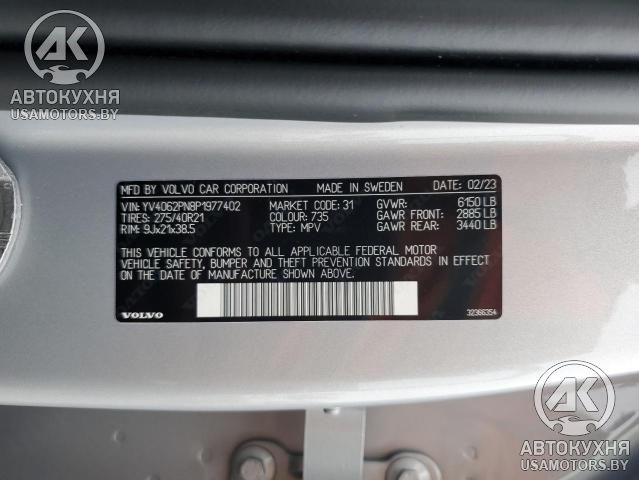 АК
АВТОКУХНЯ
USAMOTORS.BY
MFD BY VOLVO CAR CORPORATION MADE IN SWEDEN DATE: 02/23
VIN: YV4062PN8P1977402 MARKET CODE: 31 GVWR: 6150 LB
TIRES: 275/40R21 COLOUR: 735 GAWR FRONT: 2885 LB
RIM: 9Jx21x38.5 TYPE: MPV GAWR REAR: 3440 LB
THIS VEHICLE CONFORMS TO ALL APPLICABLE FEDERAL MOTOR
VEHICLE SAFETY, BUMPER AND THEFT PREVENTION STANDARDS IN EFFECT
ON THE DATE OF MANUFACTURE SHOWN ABOVE.
VOLVO 32366354
АК
АВТОКУХНЯ
USAMOTORS.BY